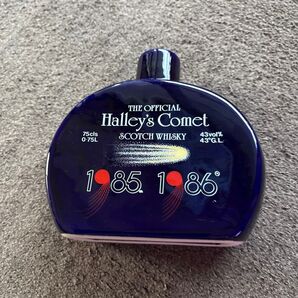 THE OFFICIAL
Halley's Comet
75cls
0·75L
SCOTCH WHISKY
43vol%
43°G.L.
1985 1986